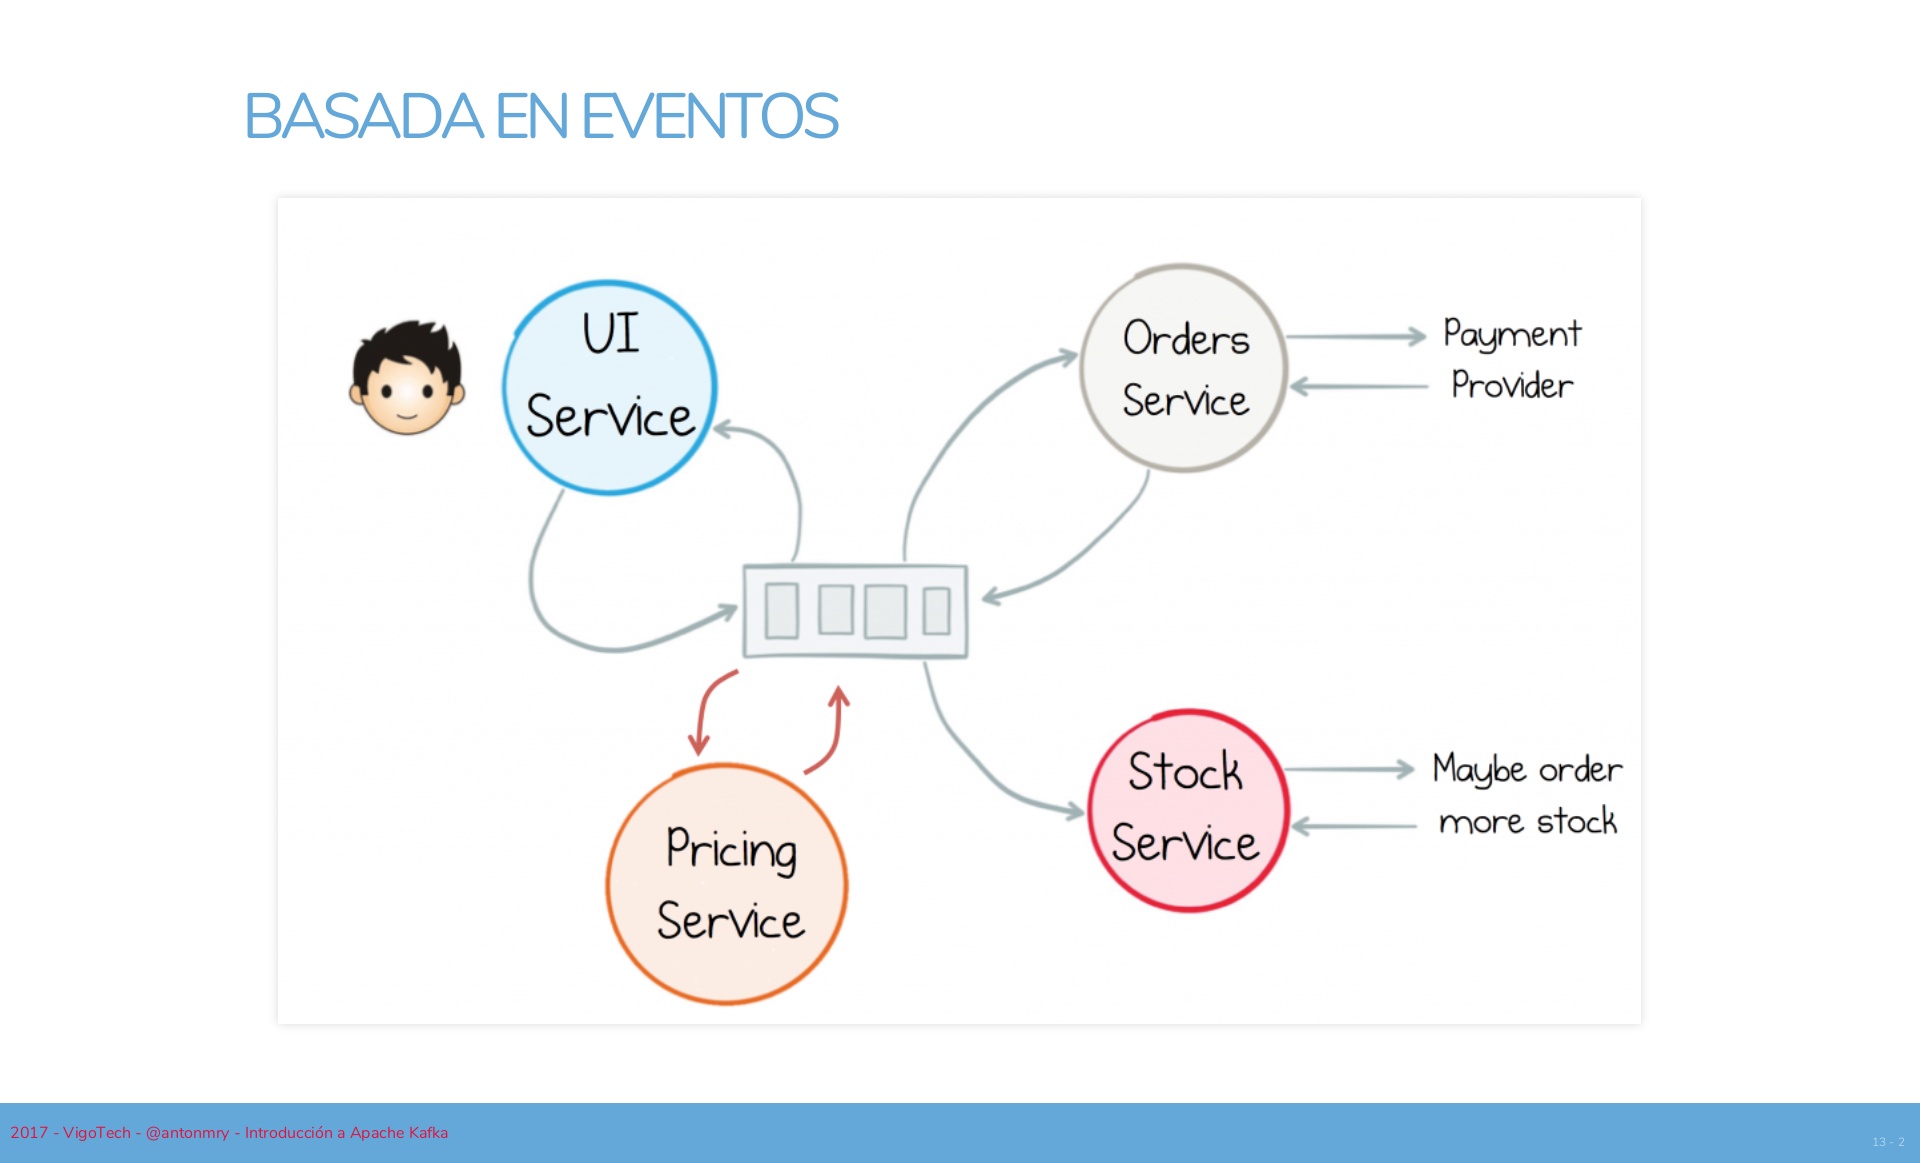 BASADA EN EVENTOS
UI
Service
Orders
Service
Payment
Provider
Pricing
Service
Stock
Service
Maybe order
more stock
2017 - VigoTech - @antonmry - Introducción a Apache Kafka
13 - 2